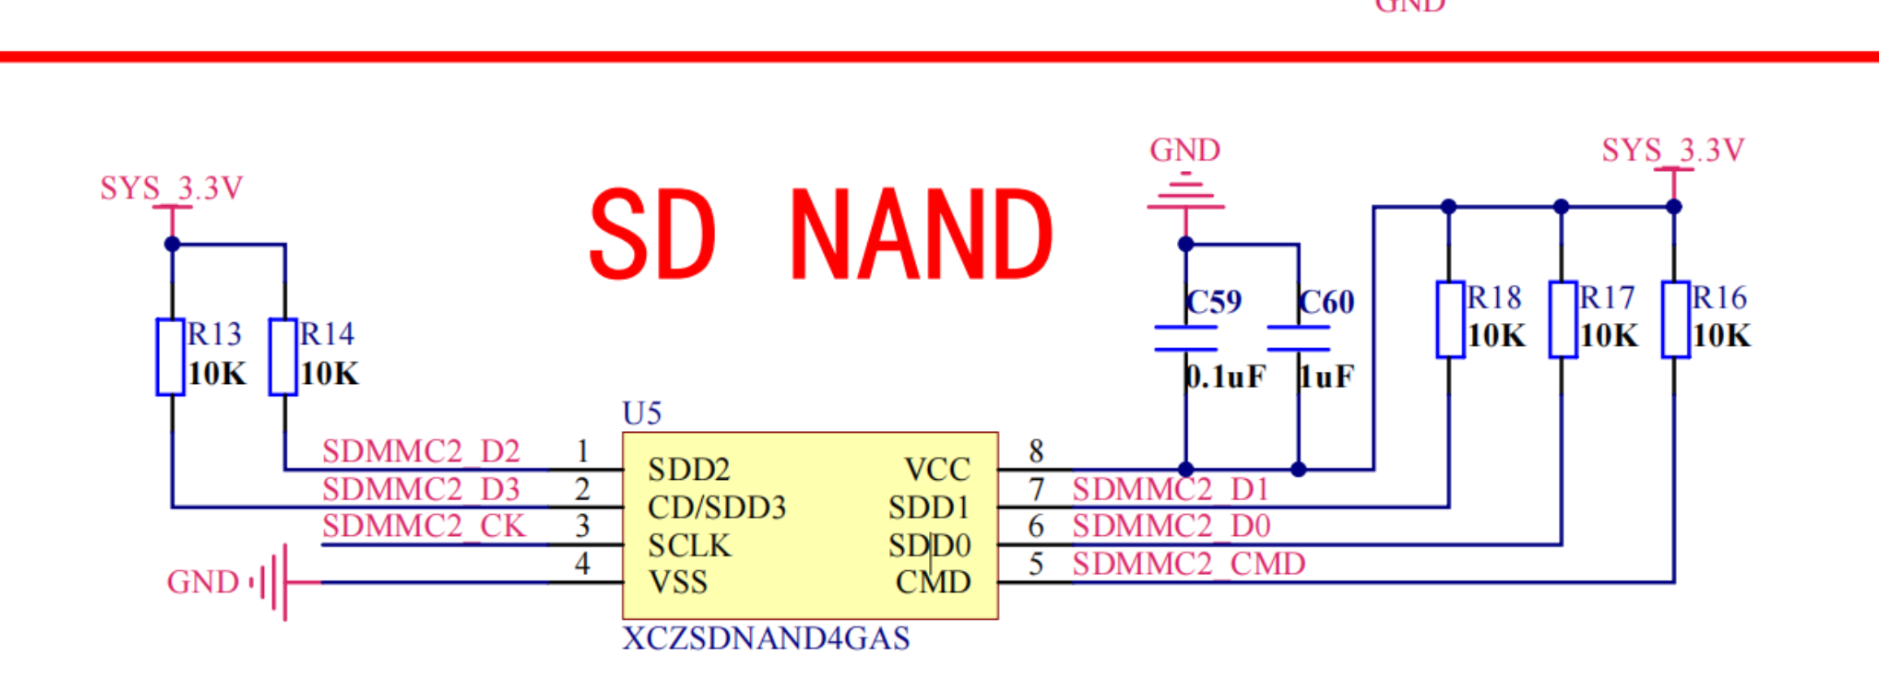 GND
GND
SYS_3.3V
SYS_3.3V
SD NAND
C59
C60
R18
R17
R16
10K
10K
10K
R13
R14
10K
10K
0.1uF
1uF
U5
SDMMC2_D2
1
SDD2
VCC
8
SDMMC2_D3
2
CD/SDD3
SDD1
7
SDMMC2_D1
SDMMC2_CK
3
SCLK
SDD0
6
SDMMC2_D0
GND
4
VSS
CMD
5
SDMMC2_CMD
XCZSDNAND4GAS